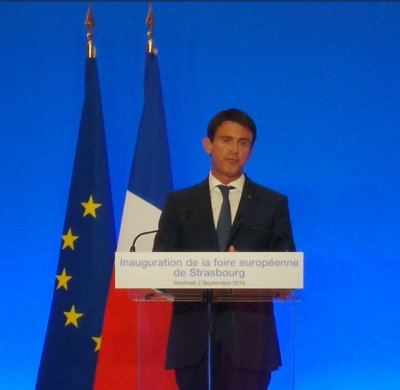 Inauguration de la foire européenne
de Strasbourg
Vendredi 2 Septembre 2016